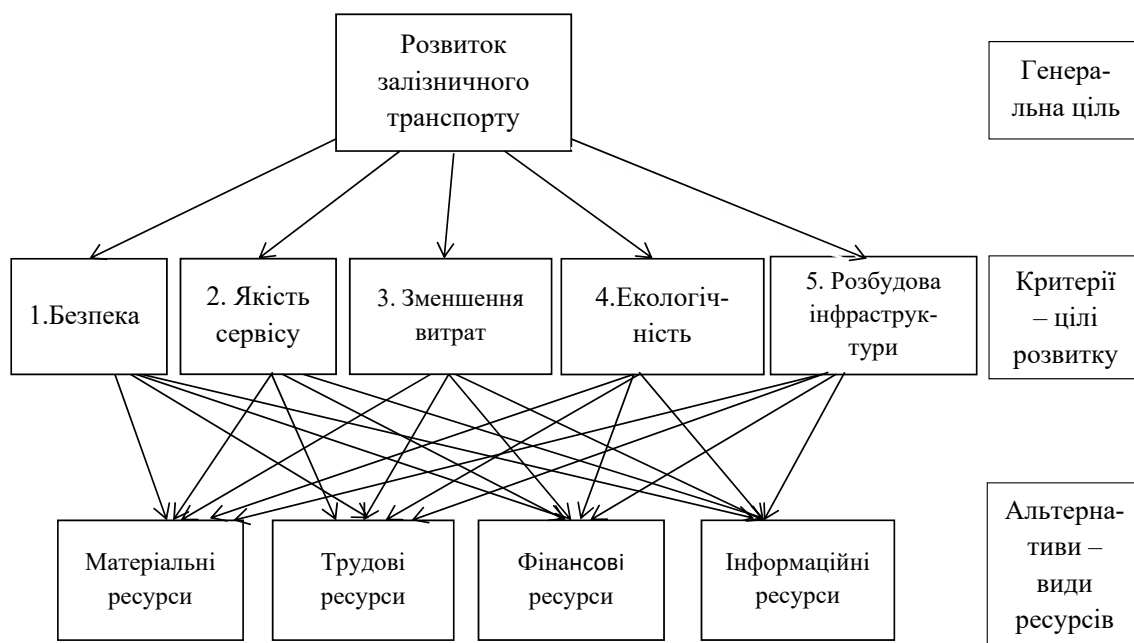 Розвиток
залізничного
транспорту
Генера-
льна ціль
1.Безпека
2. Якість
сервісу
3. Зменшення
витрат
4.Екологіч-
ність
5. Розбудова
інфраструк-
тури
Критерії
– цілі
розвитку
Матеріальні
ресурси
Трудові
ресурси
Фінансові
ресурси
Інформаційні
ресурси
Альтерна-
тиви –
види
ресурсів